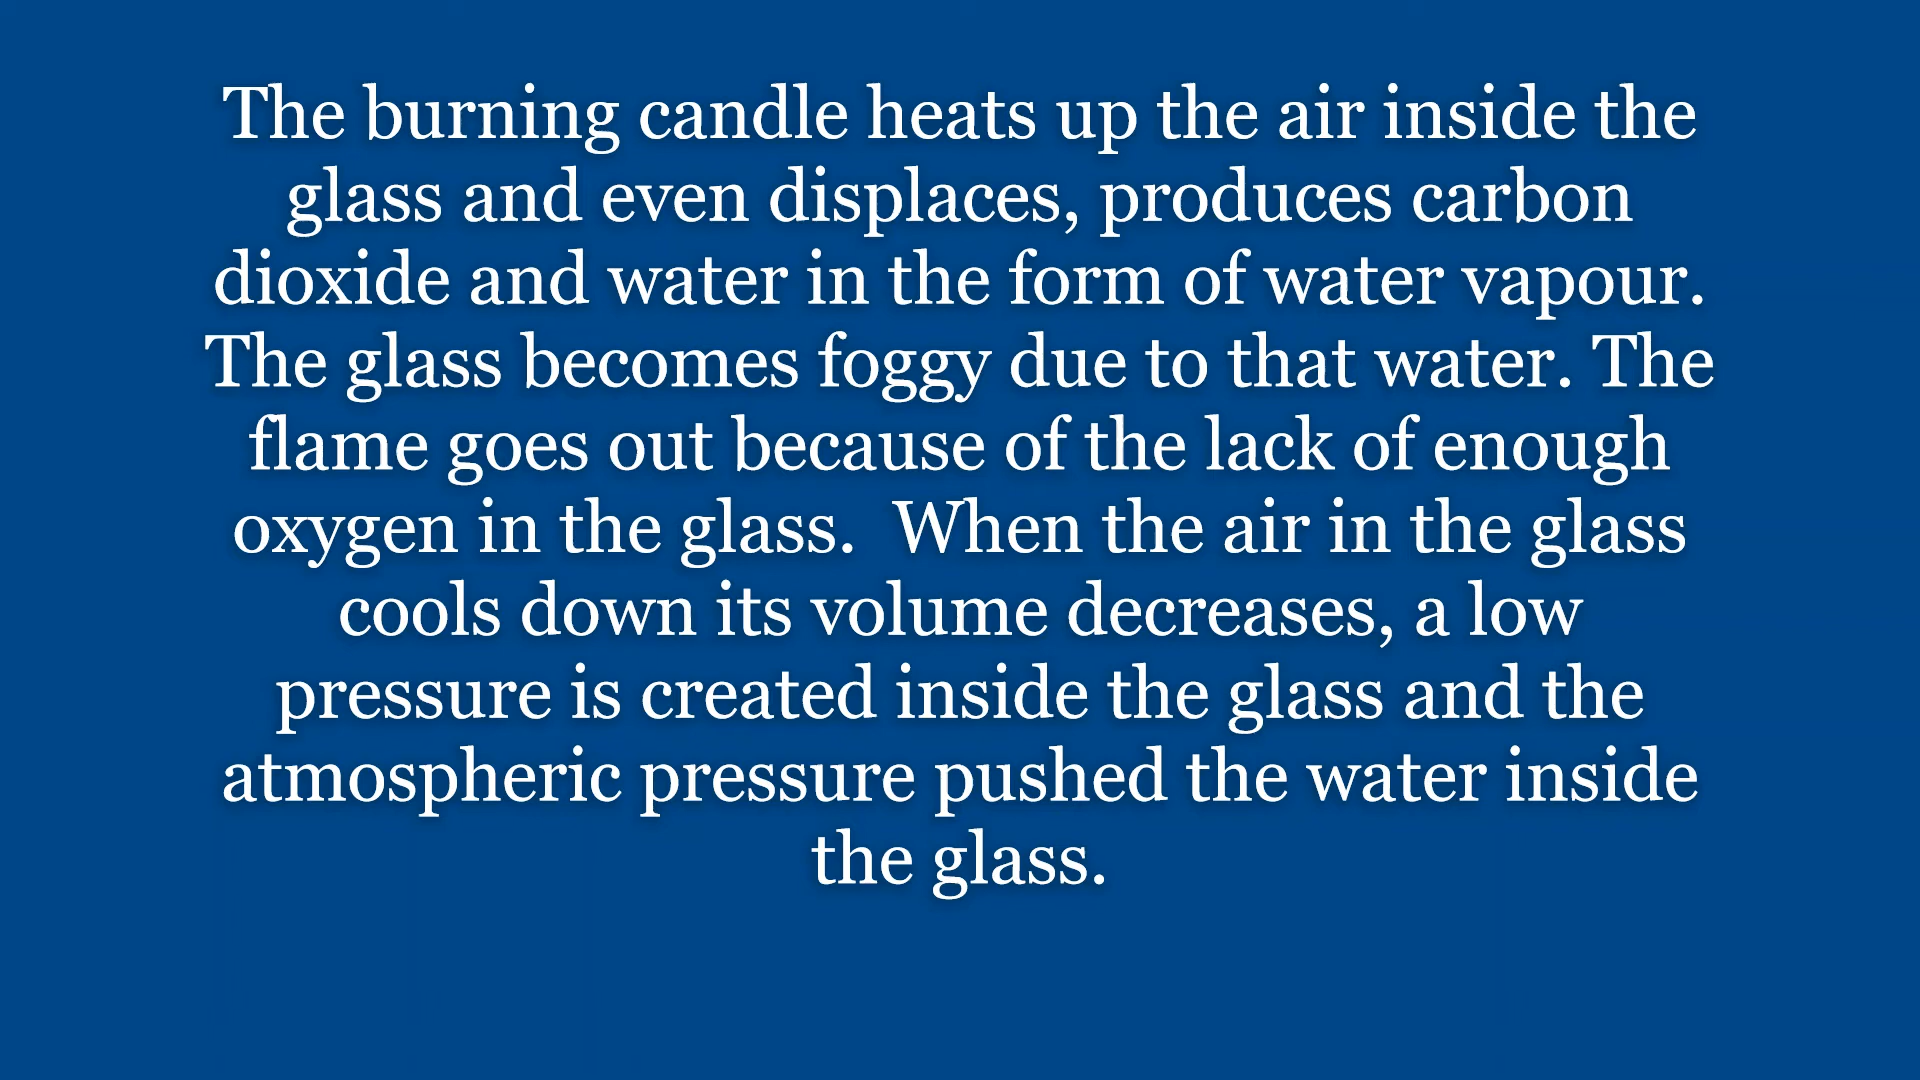 The burning candle heats up the air inside the
glass and even displaces, produces carbon
dioxide and water in the form of water vapour.
The glass becomes foggy due to that water. The
flame goes out because of the lack of enough
oxygen in the glass.  When the air in the glass
cools down its volume decreases, a low
pressure is created inside the glass and the
atmospheric pressure pushed the water inside
the glass.